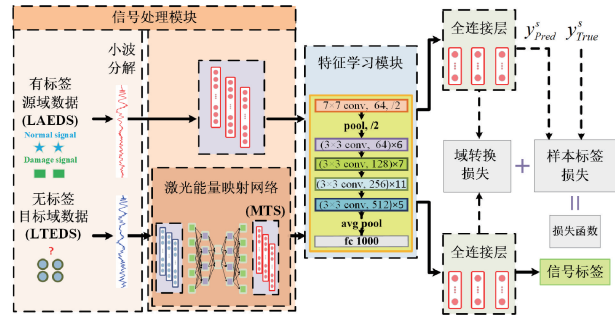 信号处理模块
小波
分解
有标签
源域数据
(LAEDS)
Normal signal
Damage signal
无标签
目标域数据
(LTEDS)
?
激光能量映射网络
(MTS)
特征学习模块
7×7 conv, 64, /2
pool, /2
(3×3 conv, 64)×6
(3×3 conv, 128)×7
(3×3 conv, 256)×11
(3×3 conv, 512)×5
avg pool
fc 1000
全连接层
y^s_Pred y^s_True
域转换
损失
+
样本标签
损失
=
损失函数
全连接层
信号标签